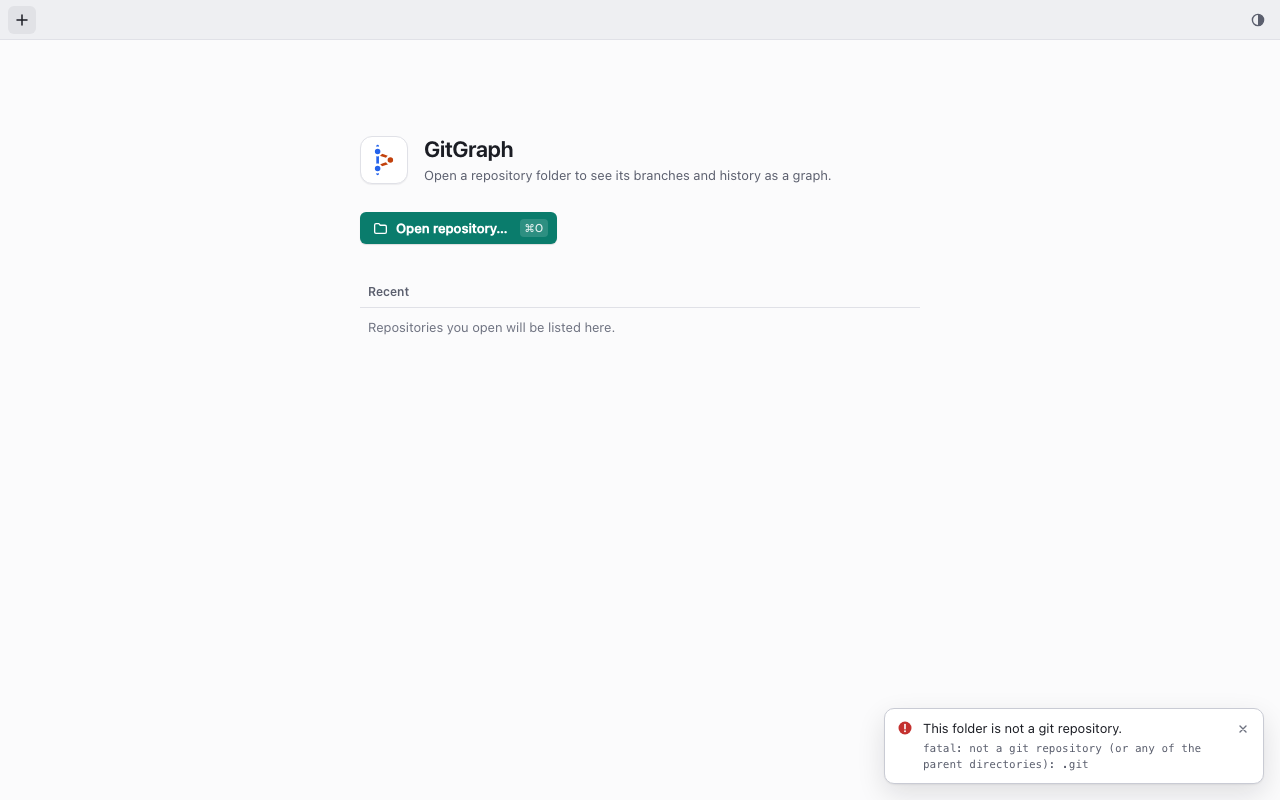 GitGraph
Open a repository folder to see its branches and history as a graph.
Open repository... ⌘O
Recent
Repositories you open will be listed here.
This folder is not a git repository.
fatal: not a git repository (or any of the
parent directories): .git